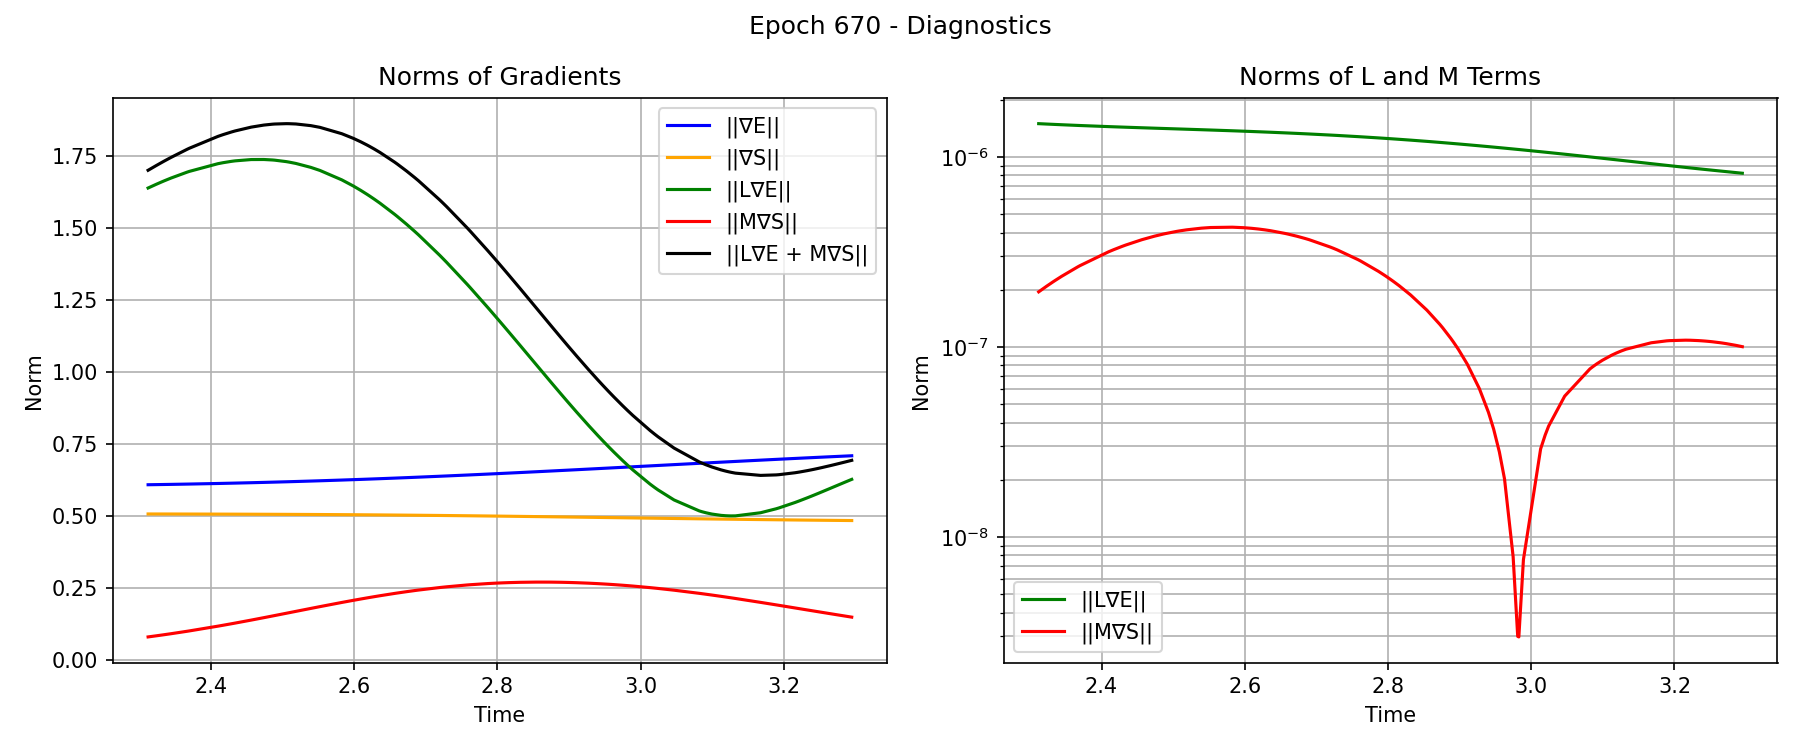 Epoch 670 - Diagnostics
Norms of Gradients
Norm
1.75
1.50
1.25
1.00
0.75
0.50
0.25
0.00
2.4
2.6
2.8
3.0
3.2
Time
||∇E||
||∇S||
||L∇E||
||M∇S||
||L∇E + M∇S||
Norms of L and M Terms
Norm
10⁻⁶
10⁻⁷
10⁻⁸
2.4
2.6
2.8
3.0
3.2
Time
||L∇E||
||M∇S||